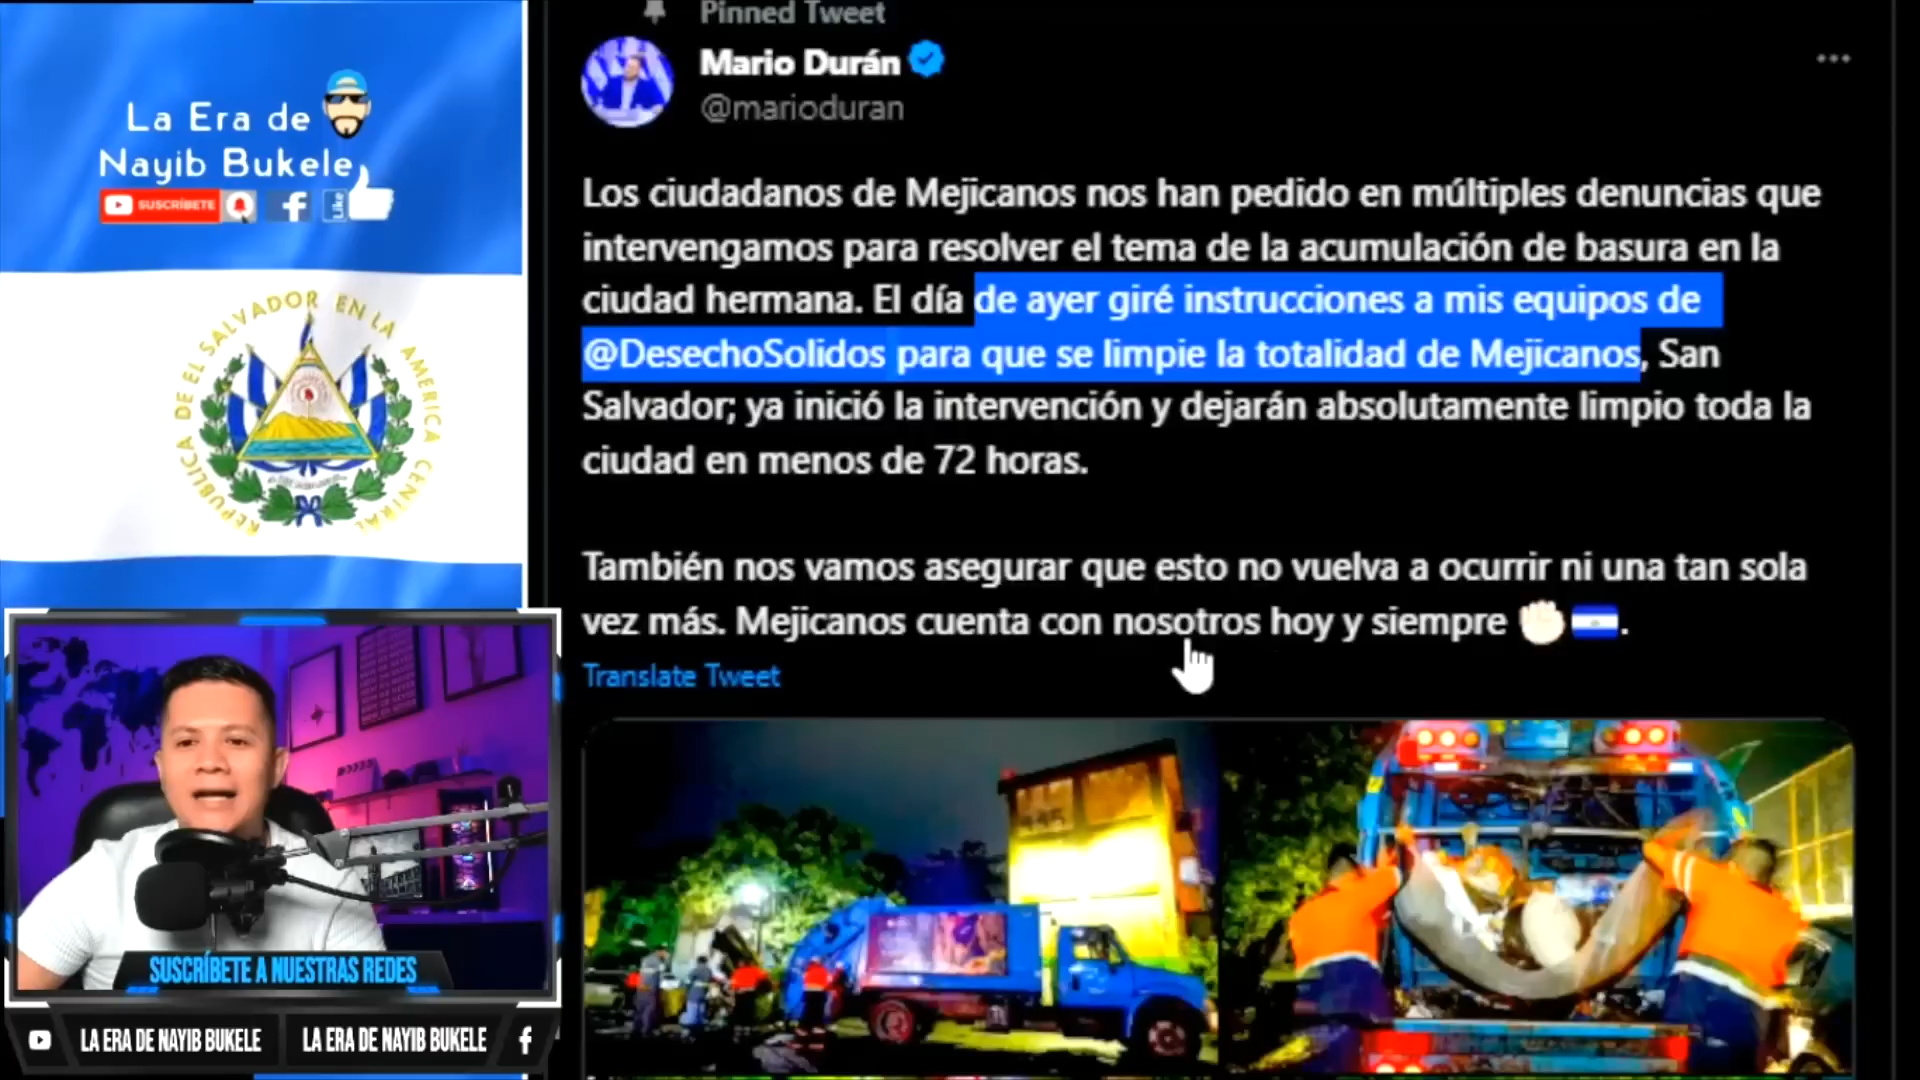 La Era de
Nayib Bukele
SUSCRÍBETE
Like
REPUBLICA DE EL SALVADOR EN LA AMERICA CENTRAL
Pinned Tweet
Mario Durán
@marioduran
Los ciudadanos de Mejicanos nos han pedido en múltiples denuncias que
intervengamos para resolver el tema de la acumulación de basura en la
ciudad hermana. El día de ayer giré instrucciones a mis equipos de
@DesechoSolidos para que se limpie la totalidad de Mejicanos, San
Salvador; ya inició la intervención y dejarán absolutamente limpio toda la
ciudad en menos de 72 horas.
También nos vamos asegurar que esto no vuelva a ocurrir ni una tan sola
vez más. Mejicanos cuenta con nosotros hoy y siempre ✊🏻🇸🇻.
Translate Tweet
SUSCRÍBETE A NUESTRAS REDES
LA ERA DE NAYIB BUKELE
LA ERA DE NAYIB BUKELE